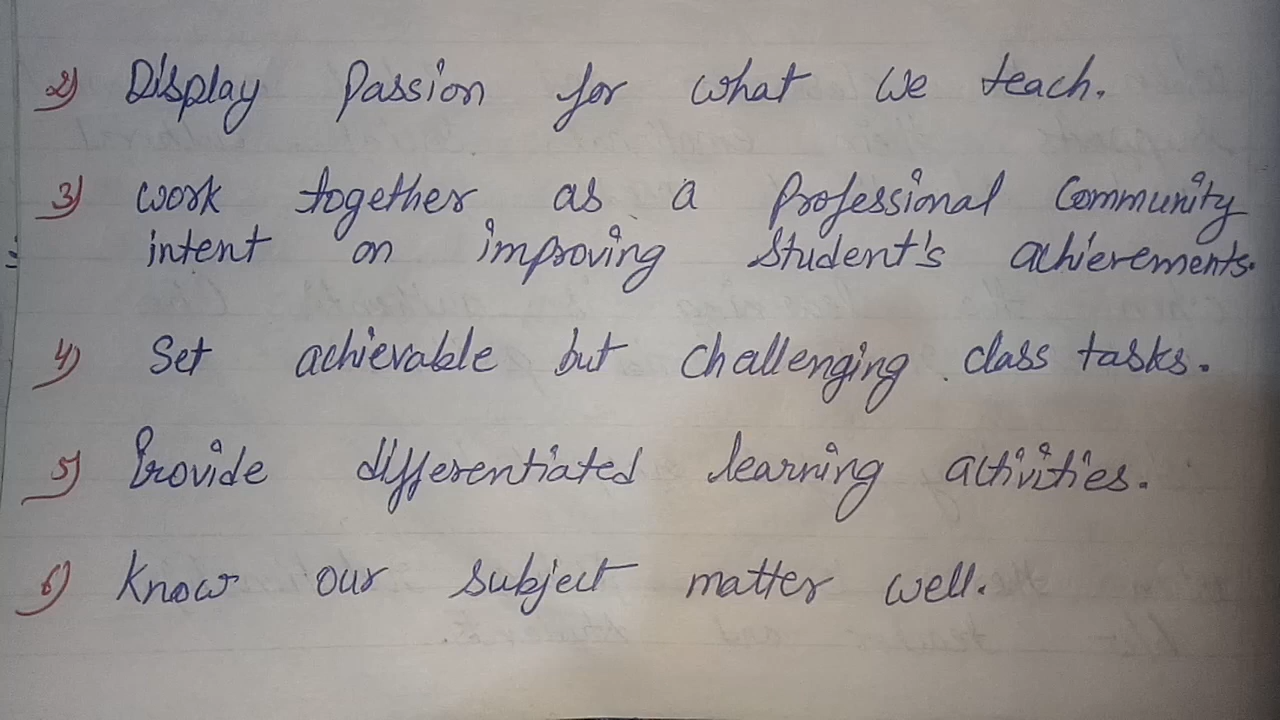 2) Display Passion for what we teach.
3) work together as a Professional Community
intent on improving student's achievements.
4) Set achievable but challenging class tasks.
5) Provide differentiated learning activities.
6) Know our subject matter well.